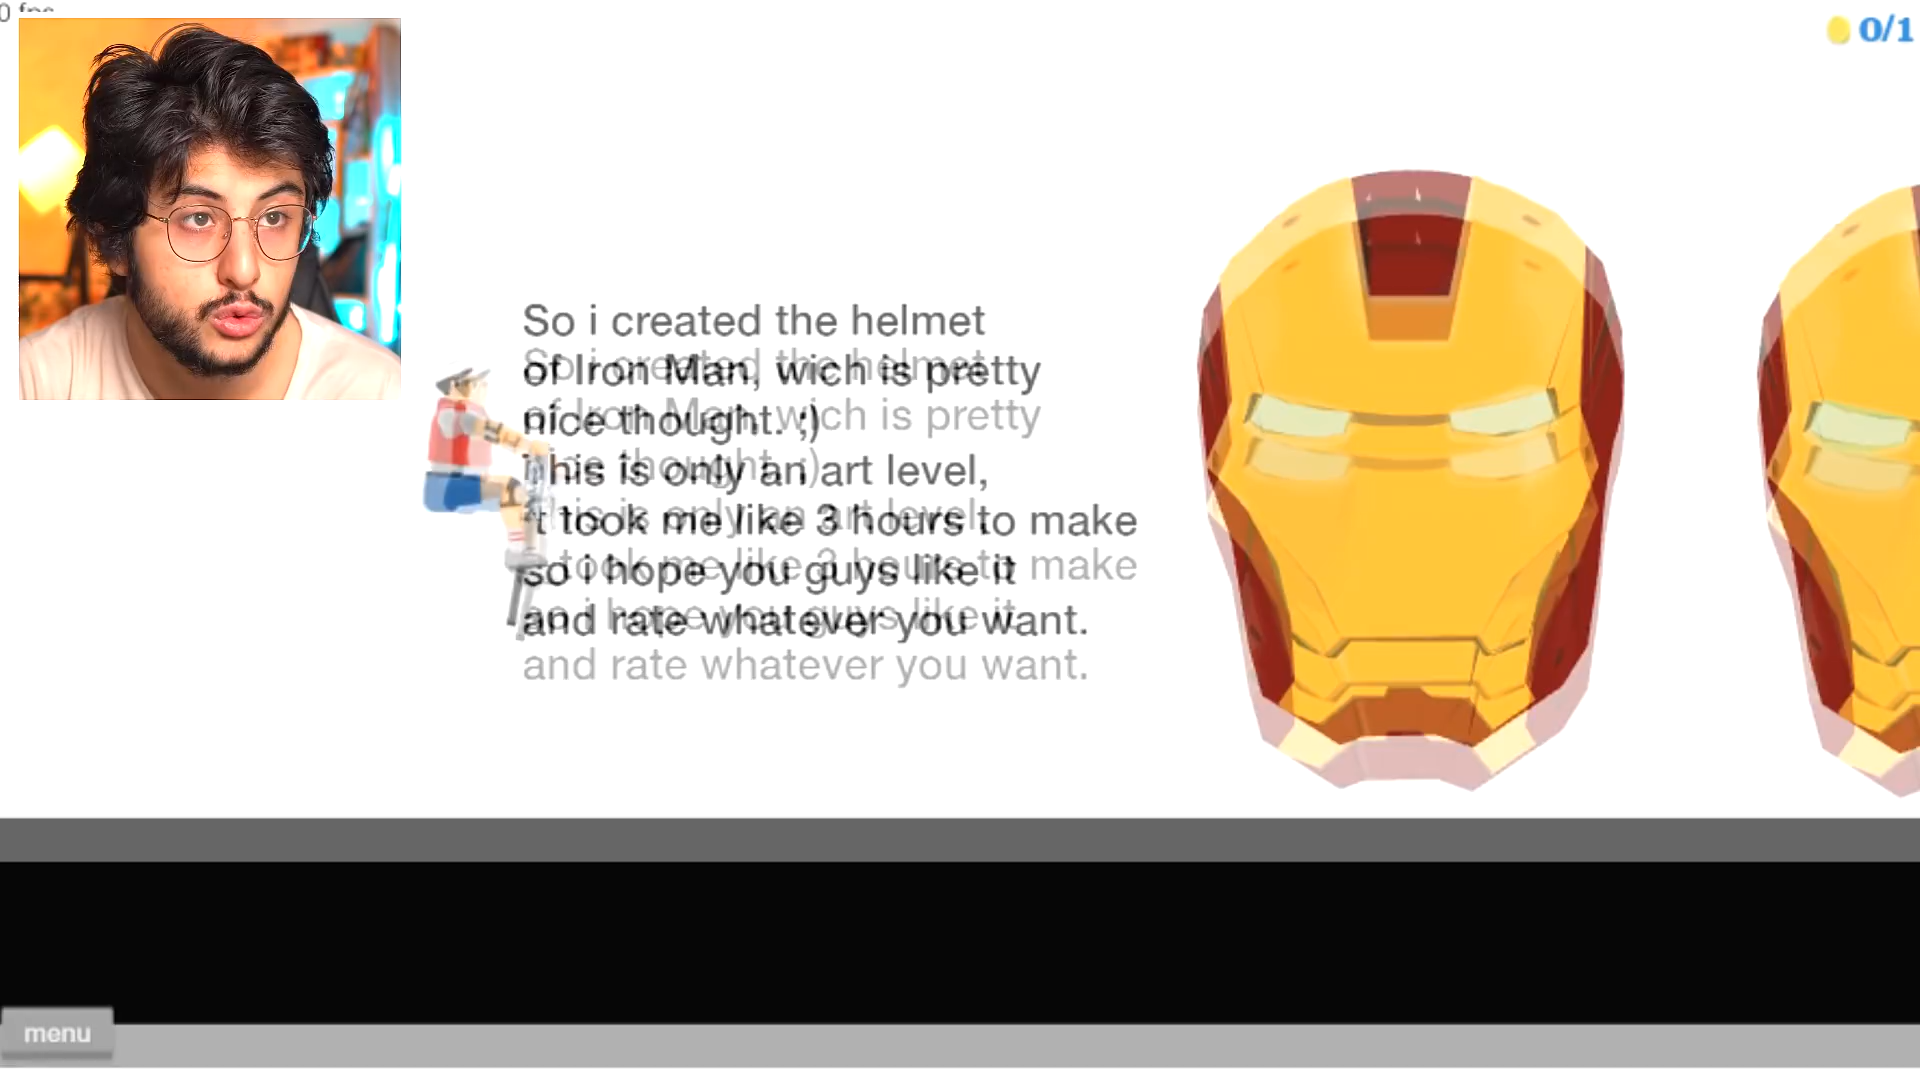 0 fps
0/1
So i created the helmet
of Iron Man, wich is pretty
nice thought. ;)
This is only an art level,
it took me like 3 hours to make
so i hope you guys like it
and rate whatever you want.
menu